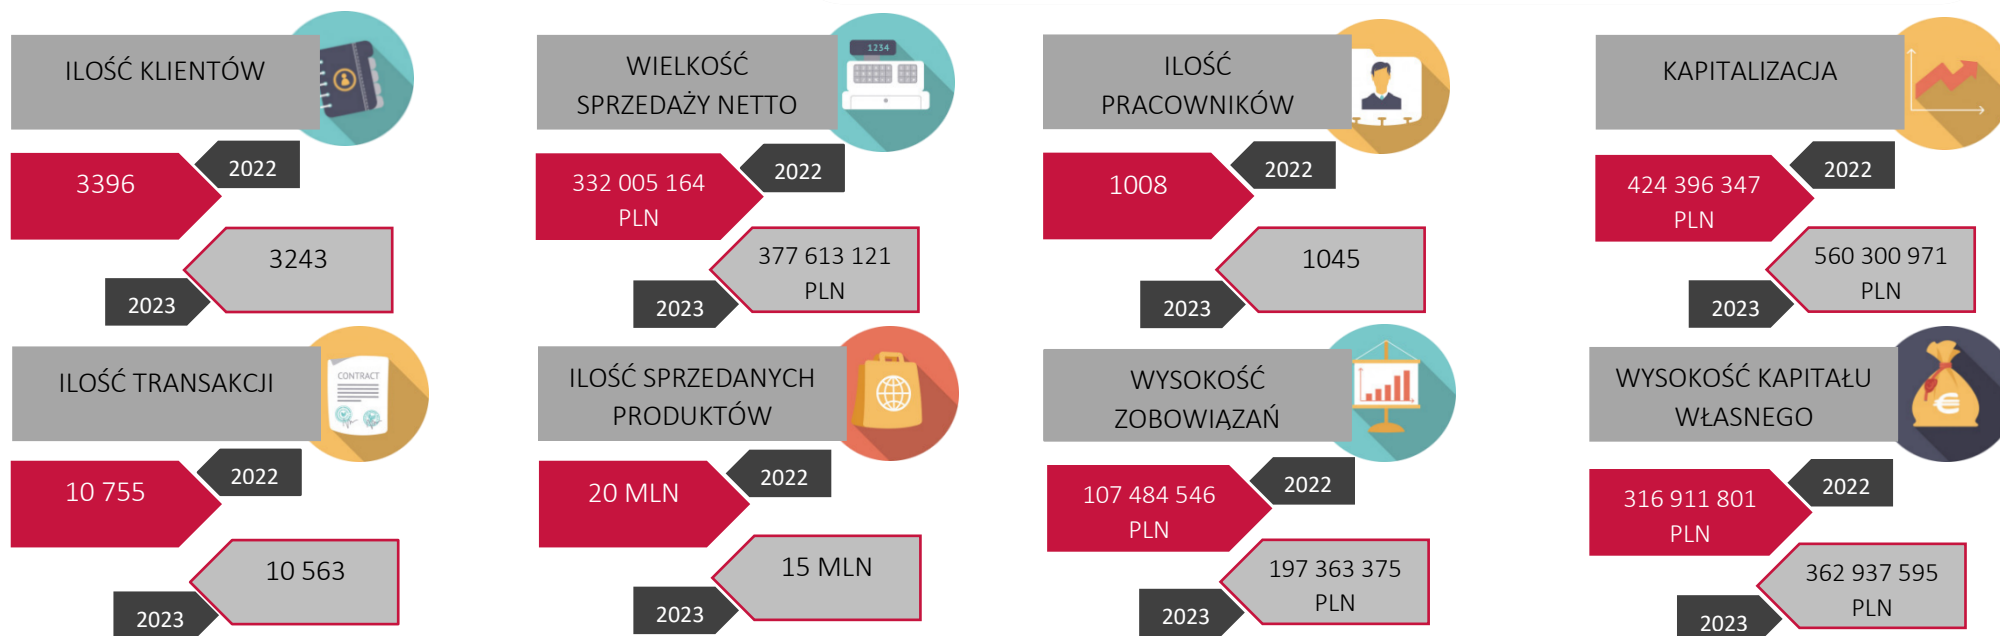 ILOŚĆ KLIENTÓW
3396
2022
3243
2023
WIELKOŚĆ
SPRZEDAŻY NETTO
1234
332 005 164
PLN
2022
377 613 121
PLN
2023
ILOŚĆ
PRACOWNIKÓW
1008
2022
1045
2023
KAPITALIZACJA
424 396 347
PLN
2022
560 300 971
PLN
2023
ILOŚĆ TRANSAKCJI
CONTRACT
10 755
2022
10 563
2023
ILOŚĆ SPRZEDANYCH
PRODUKTÓW
20 MLN
2022
15 MLN
2023
WYSOKOŚĆ
ZOBOWIĄZAŃ
107 484 546
PLN
2022
197 363 375
PLN
2023
WYSOKOŚĆ KAPITAŁU
WŁASNEGO
€
316 911 801
PLN
2022
362 937 595
PLN
2023